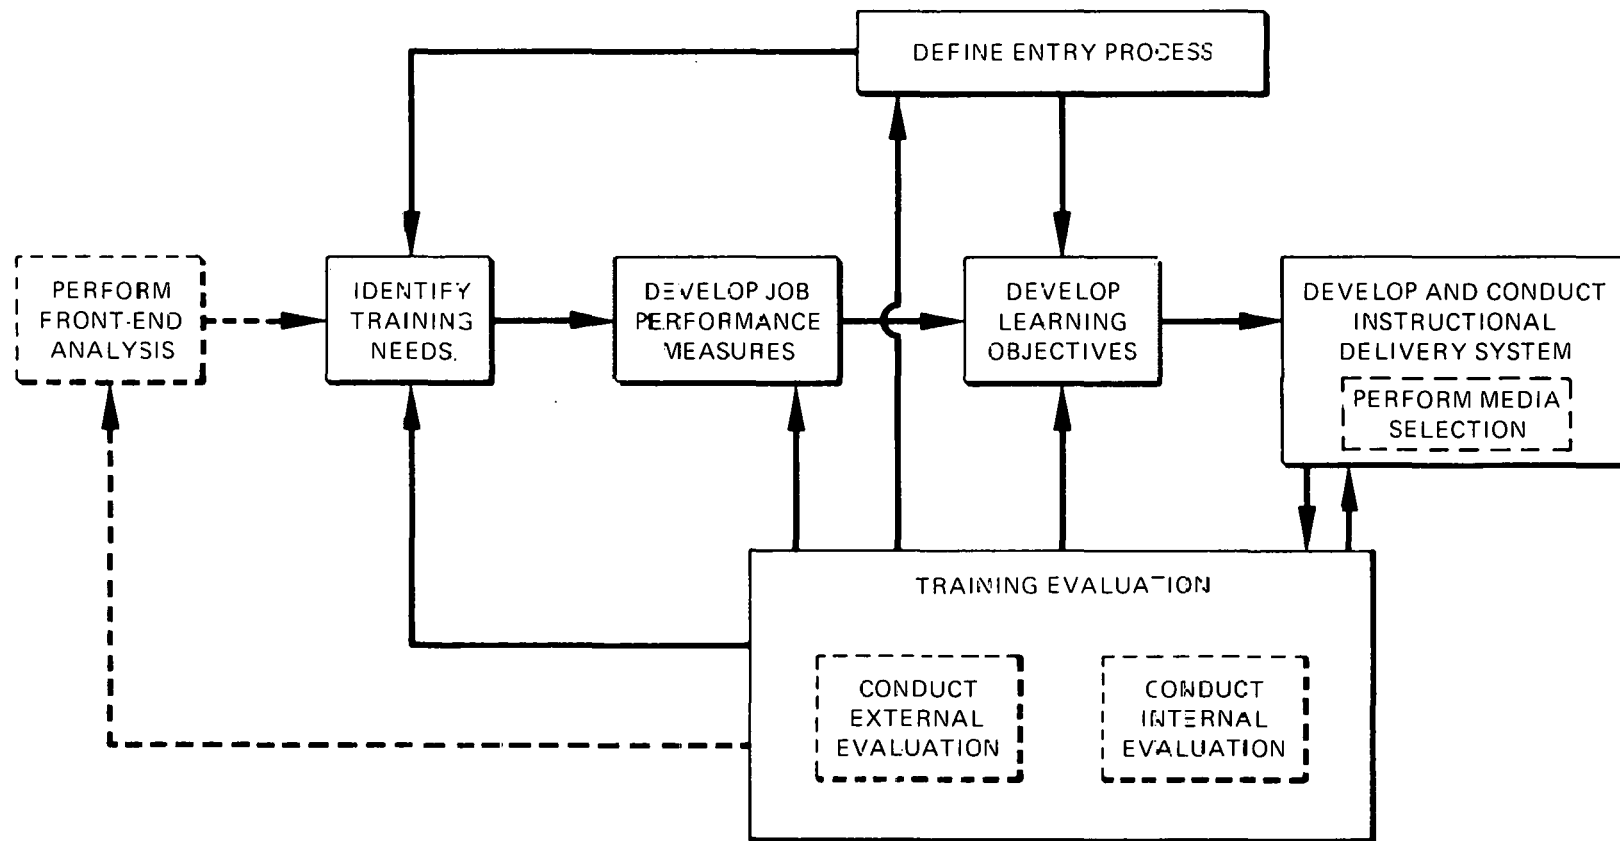 DEFINE ENTRY PROCESS
PERFORM
FRONT-END
ANALYSIS
IDENTIFY
TRAINING
NEEDS.
DEVELOP JOB
PERFORMANCE
MEASURES
DEVELOP
LEARNING
OBJECTIVES
DEVELOP AND CONDUCT
INSTRUCTIONAL
DELIVERY SYSTEM
PERFORM MEDIA
SELECTION
TRAINING EVALUATION
CONDUCT
EXTERNAL
EVALUATION
CONDUCT
INTERNAL
EVALUATION